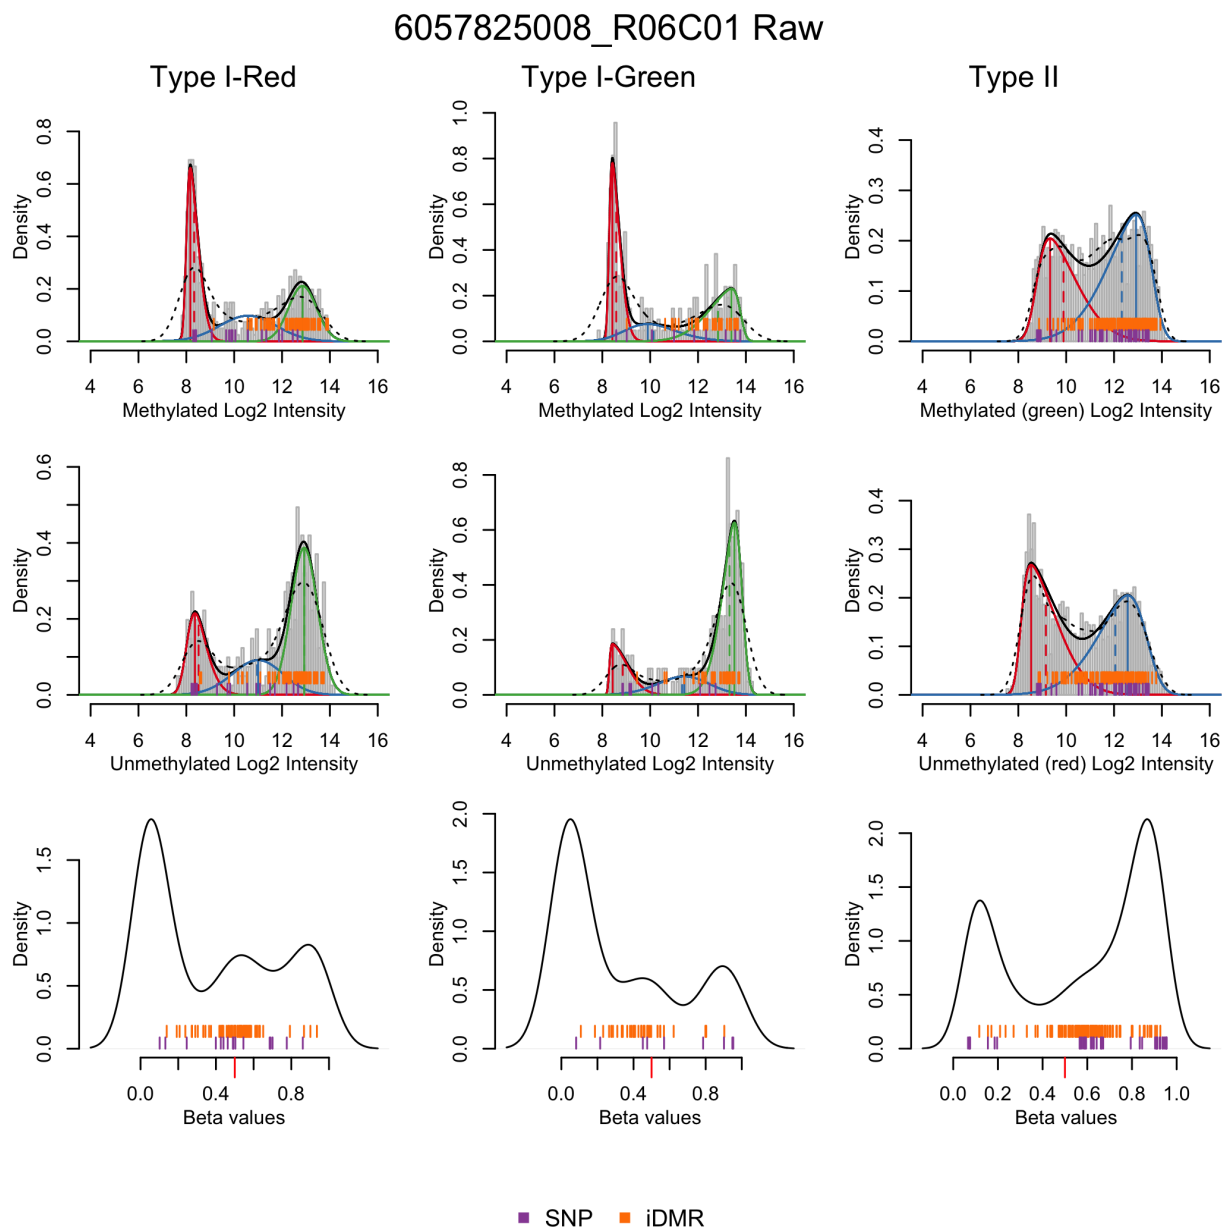 6057825008_R06C01 Raw
Type I-Red
Type I-Green
Type II
Density
0.0 0.2 0.4 0.6 0.8
4 6 8 10 12 14 16
Methylated Log2 Intensity
Density
0.0 0.2 0.4 0.6 0.8 1.0
4 6 8 10 12 14 16
Methylated Log2 Intensity
Density
0.0 0.1 0.2 0.3 0.4
4 6 8 10 12 14 16
Methylated (green) Log2 Intensity
Density
0.0 0.2 0.4 0.6
4 6 8 10 12 14 16
Unmethylated Log2 Intensity
Density
0.0 0.2 0.4 0.6 0.8
4 6 8 10 12 14 16
Unmethylated Log2 Intensity
Density
0.0 0.1 0.2 0.3 0.4
4 6 8 10 12 14 16
Unmethylated (red) Log2 Intensity
Density
0.0 0.5 1.0 1.5
0.0 0.4 0.8
Beta values
Density
0.0 0.5 1.0 1.5 2.0
0.0 0.4 0.8
Beta values
Density
0.0 0.5 1.0 1.5 2.0
0.0 0.2 0.4 0.6 0.8 1.0
Beta values
SNP iDMR